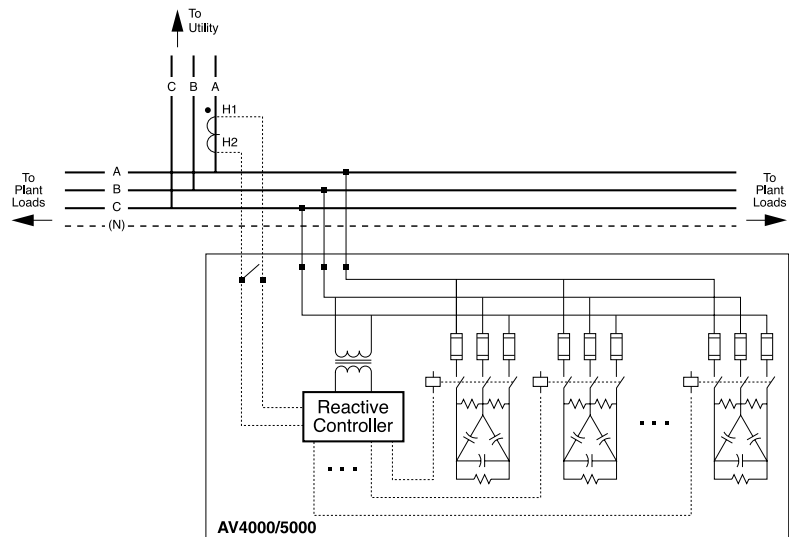 To
Utility
C B A
H1
H2
To
Plant
Loads
A
B
C
(N)
To
Plant
Loads
Reactive
Controller
AV4000/5000